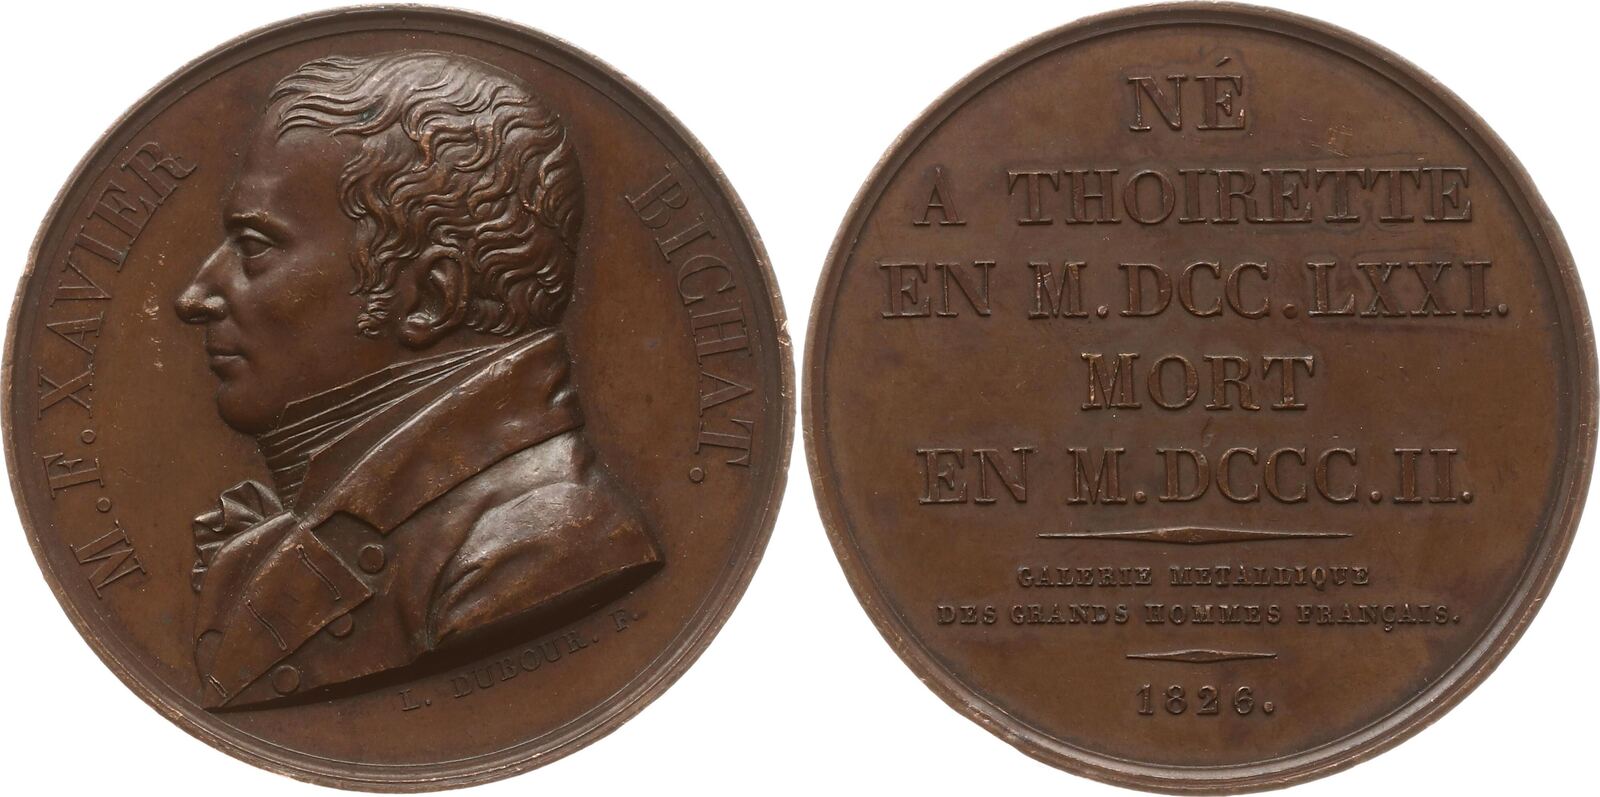 M. F. XAVIER BICHAT.
L. DUBOUR. F.
NÉ
A THOIRETTE
EN M.DCC.LXXI.
MORT
EN M.DCCC.II.
GALERIE METALLIQUE
DES GRANDS HOMMES FRANÇAIS.
1826.